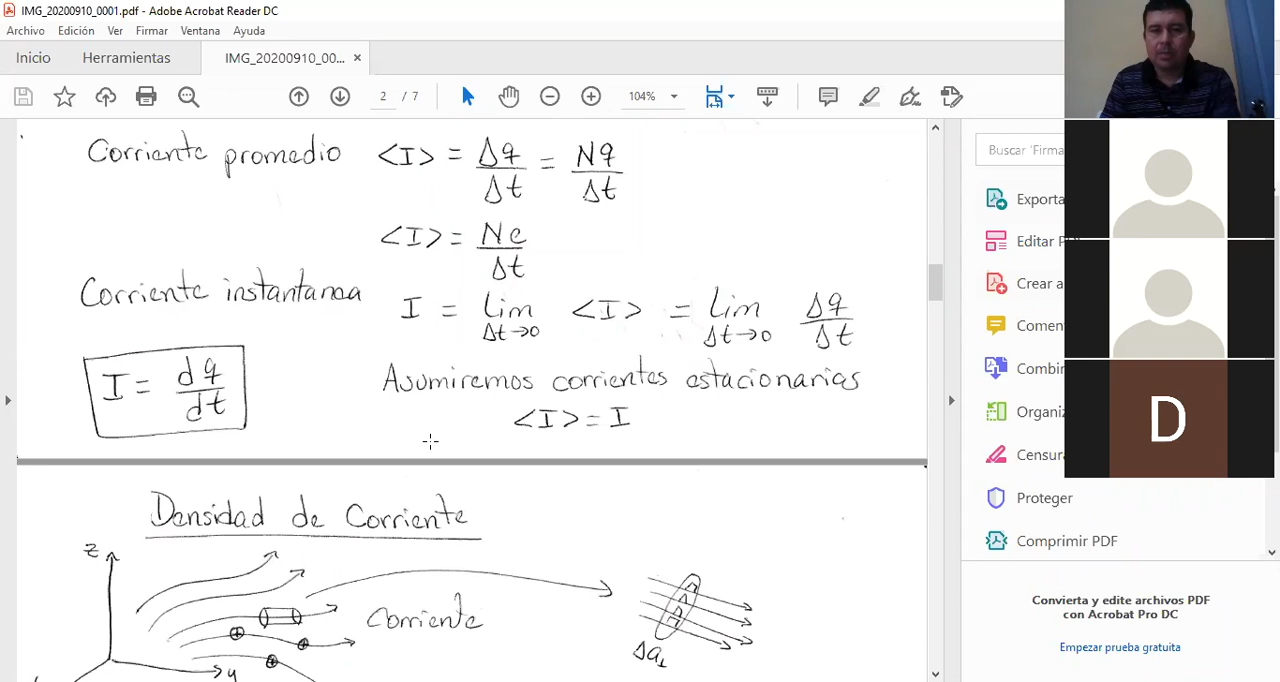 IMG_20200910_0001.pdf - Adobe Acrobat Reader DC
Archivo Edición Ver Firmar Ventana Ayuda
Inicio Herramientas IMG_20200910_00... ×
2 / 7 104%
Corriente promedio <I> = Δq/Δt = Nq/Δt
<I> = Ne/Δt
Corriente instantanea I = lim Δt→0 <I> = lim Δt→0 Δq/Δt
I = dq/dt
Asumiremos corrientes estacionarias
<I> = I
Densidad de Corriente
z
corriente
Δa⊥
y
Buscar 'Firma
Exporta
Editar P
Crear a
Comen
Combin
Organiz
Censura
Proteger
Comprimir PDF
Convierta y edite archivos PDF
con Acrobat Pro DC
Empezar prueba gratuita
D